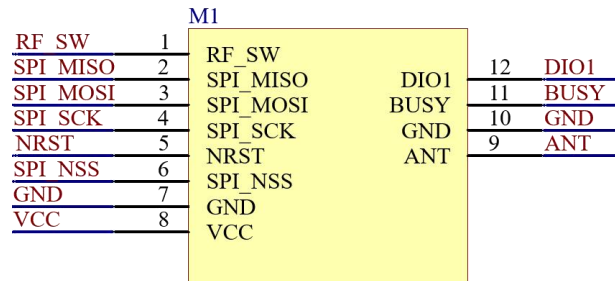 M1
RF_SW 1 RF_SW
SPI_MISO 2 SPI_MISO DIO1 12 DIO1
SPI_MOSI 3 SPI_MOSI BUSY 11 BUSY
SPI_SCK 4 SPI_SCK GND 10 GND
NRST 5 NRST ANT 9 ANT
SPI_NSS 6 SPI_NSS
GND 7 GND
VCC 8 VCC